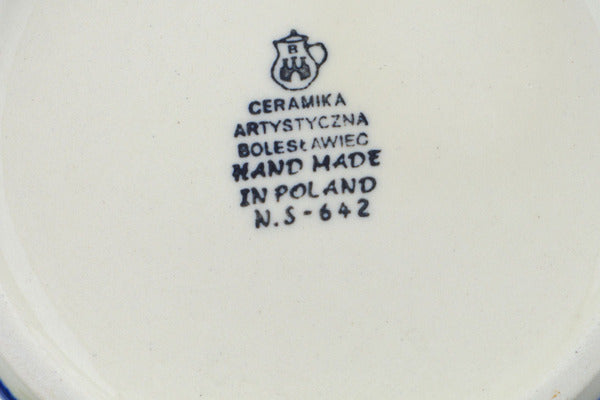 B
CERAMIKA
ARTYSTYCZNA
BOLESŁAWIEC
HAND MADE
IN POLAND
N.S-642